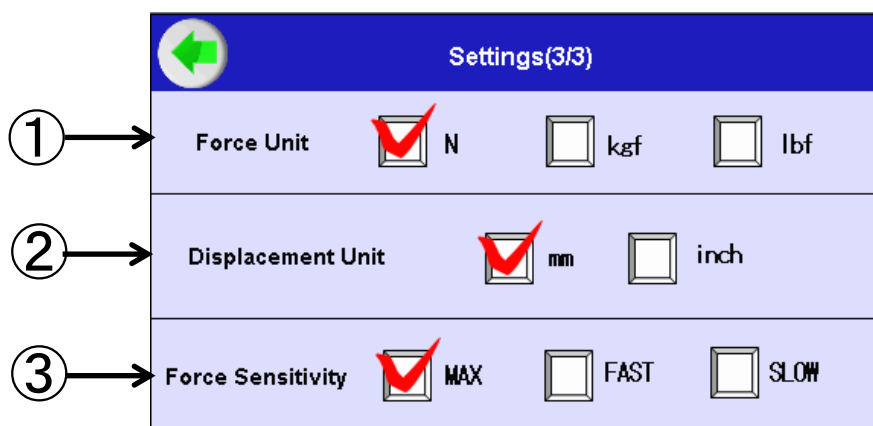 Settings(3/3)
① Force Unit N kgf lbf
② Displacement Unit mm inch
③ Force Sensitivity MAX FAST SLOW